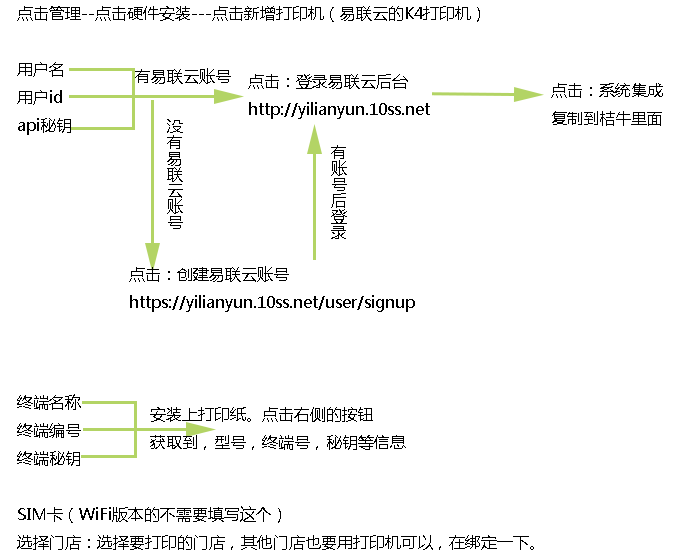 点击管理--点击硬件安装---点击新增打印机（易联云的K4打印机）
用户名
用户id
api秘钥
有易联云账号
没有易联云账号
点击：登录易联云后台
http://yilianyun.10ss.net
点击：系统集成
复制到桔牛里面
有账号后登录
点击：创建易联云账号
https://yilianyun.10ss.net/user/signup
终端名称
终端编号
终端秘钥
安装上打印纸。点击右侧的按钮
获取到，型号，终端号，秘钥等信息
SIM卡（WiFi版本的不需要填写这个）
选择门店：选择要打印的门店，其他门店也要用打印机可以，在绑定一下。